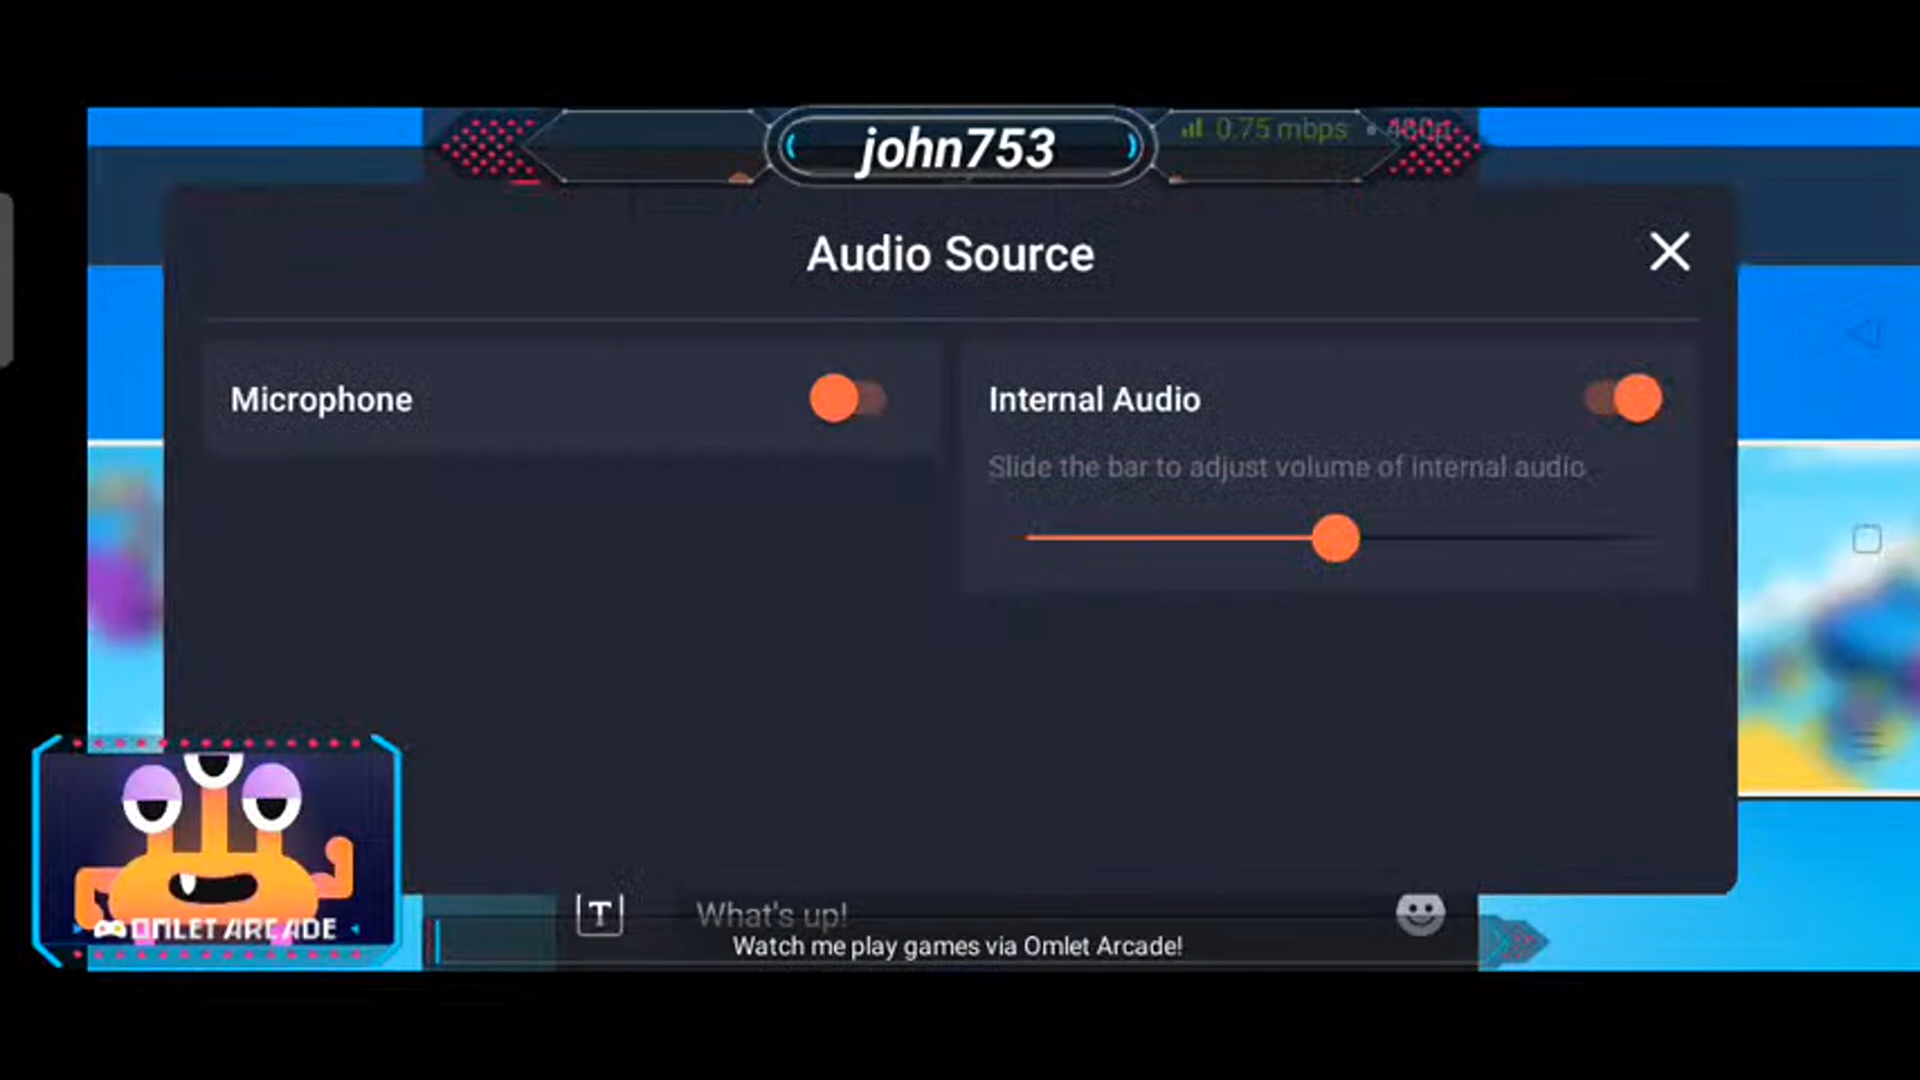 john753
0.75 mbps • 480p
Audio Source
Microphone
Internal Audio
Slide the bar to adjust volume of internal audio
OMLET ARCADE
T
What's up!
Watch me play games via Omlet Arcade!